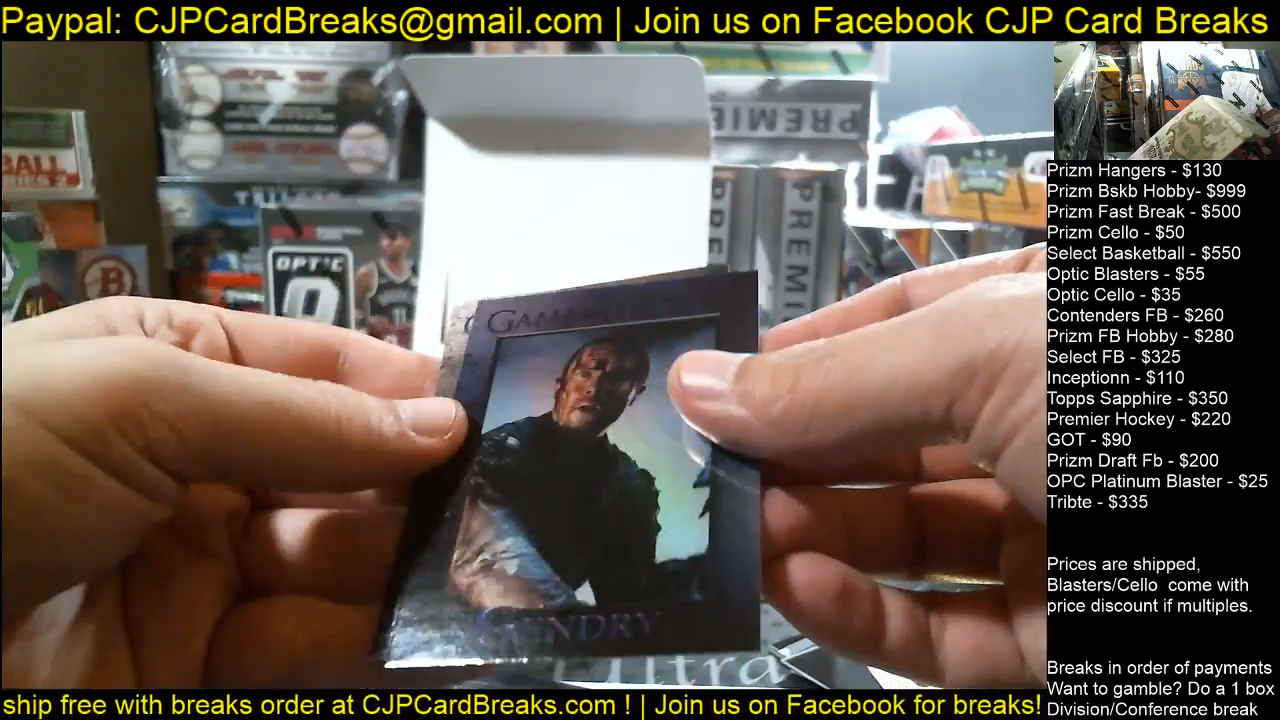 Paypal: CJPCardBreaks@gmail.com | Join us on Facebook CJP Card Breaks
PREMIE
OPTIC
GAME
GENDRY
Ultra
Prizm Hangers - $130
Prizm Bskb Hobby- $999
Prizm Fast Break - $500
Prizm Cello - $50
Select Basketball - $550
Optic Blasters - $55
Optic Cello - $35
Contenders FB - $260
Prizm FB Hobby - $280
Select FB - $325
Inceptionn - $110
Topps Sapphire - $350
Premier Hockey - $220
GOT - $90
Prizm Draft Fb - $200
OPC Platinum Blaster - $25
Tribte - $335
Prices are shipped,
Blasters/Cello come with
price discount if multiples.
Breaks in order of payments
Want to gamble? Do a 1 box
Division/Conference break
ship free with breaks order at CJPCardBreaks.com ! | Join us on Facebook for breaks!